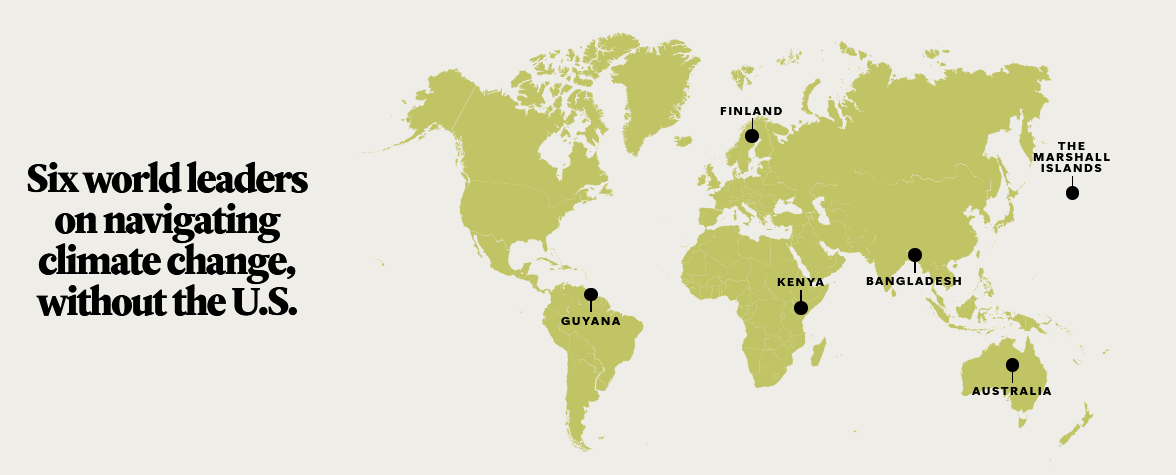 Six world leaders
on navigating
climate change,
without the U.S.
FINLAND
THE
MARSHALL
ISLANDS
KENYA
BANGLADESH
GUYANA
AUSTRALIA